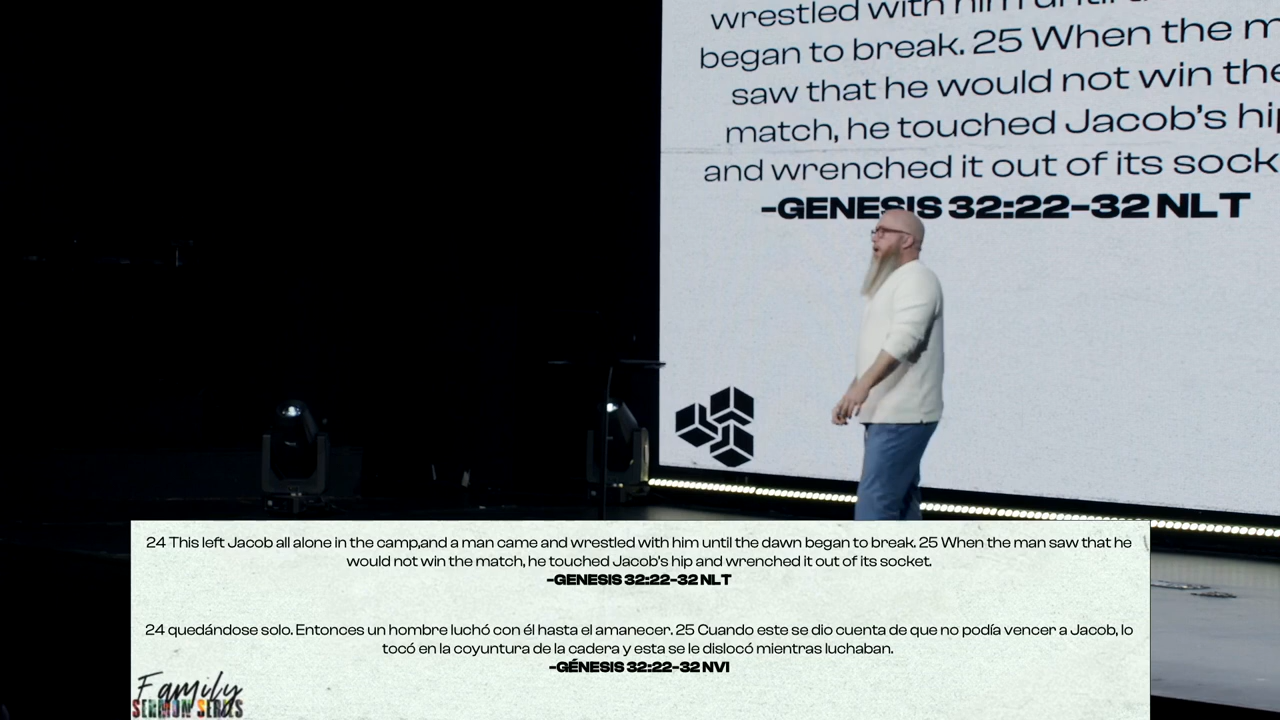 wrestled with him until
began to break. 25 When the m
saw that he would not win the
match, he touched Jacob's hip
and wrenched it out of its sock
-GENESIS 32:22-32 NLT
24 This left Jacob all alone in the camp,and a man came and wrestled with him until the dawn began to break. 25 When the man saw that he
would not win the match, he touched Jacob's hip and wrenched it out of its socket.
-GENESIS 32:22-32 NLT
24 quedándose solo. Entonces un hombre luchó con él hasta el amanecer. 25 Cuando este se dio cuenta de que no podía vencer a Jacob, lo
tocó en la coyuntura de la cadera y esta se le dislocó mientras luchaban.
-GÉNESIS 32:22-32 NVI
Family
SERMON SERIES